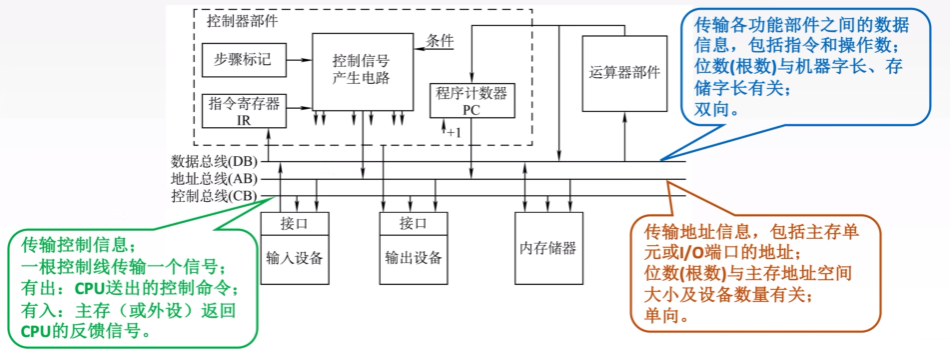 控制器部件
步骤标记
控制信号
产生电路
条件
指令寄存器
IR
程序计数器
PC
+1
运算器部件
传输各功能部件之间的数据
信息，包括指令和操作数；
位数(根数)与机器字长、存
储字长有关；
双向。
数据总线(DB)
地址总线(AB)
控制总线(CB)
接口
输入设备
接口
输出设备
内存储器
传输控制信息；
一根控制线传输一个信号；
有出：CPU送出的控制命令；
有入：主存（或外设）返回
CPU的反馈信号。
传输地址信息，包括主存单
元或I/O端口的地址；
位数(根数)与主存地址空间
大小及设备数量有关；
单向。